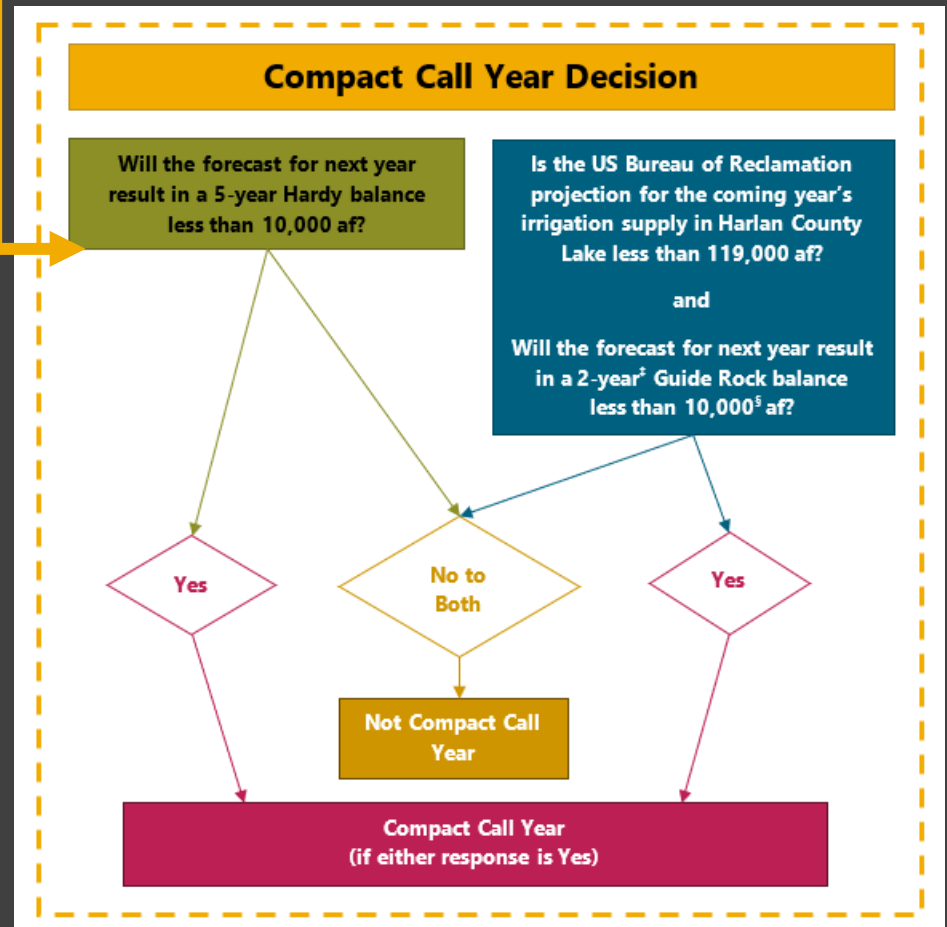 Compact Call Year Decision
Will the forecast for next year
result in a 5-year Hardy balance
less than 10,000 af?
Is the US Bureau of Reclamation
projection for the coming year’s
irrigation supply in Harlan County
Lake less than 119,000 af?
and
Will the forecast for next year result
in a 2-year‡ Guide Rock balance
less than 10,000§ af?
Yes
No to
Both
Yes
Not Compact Call
Year
Compact Call Year
(if either response is Yes)